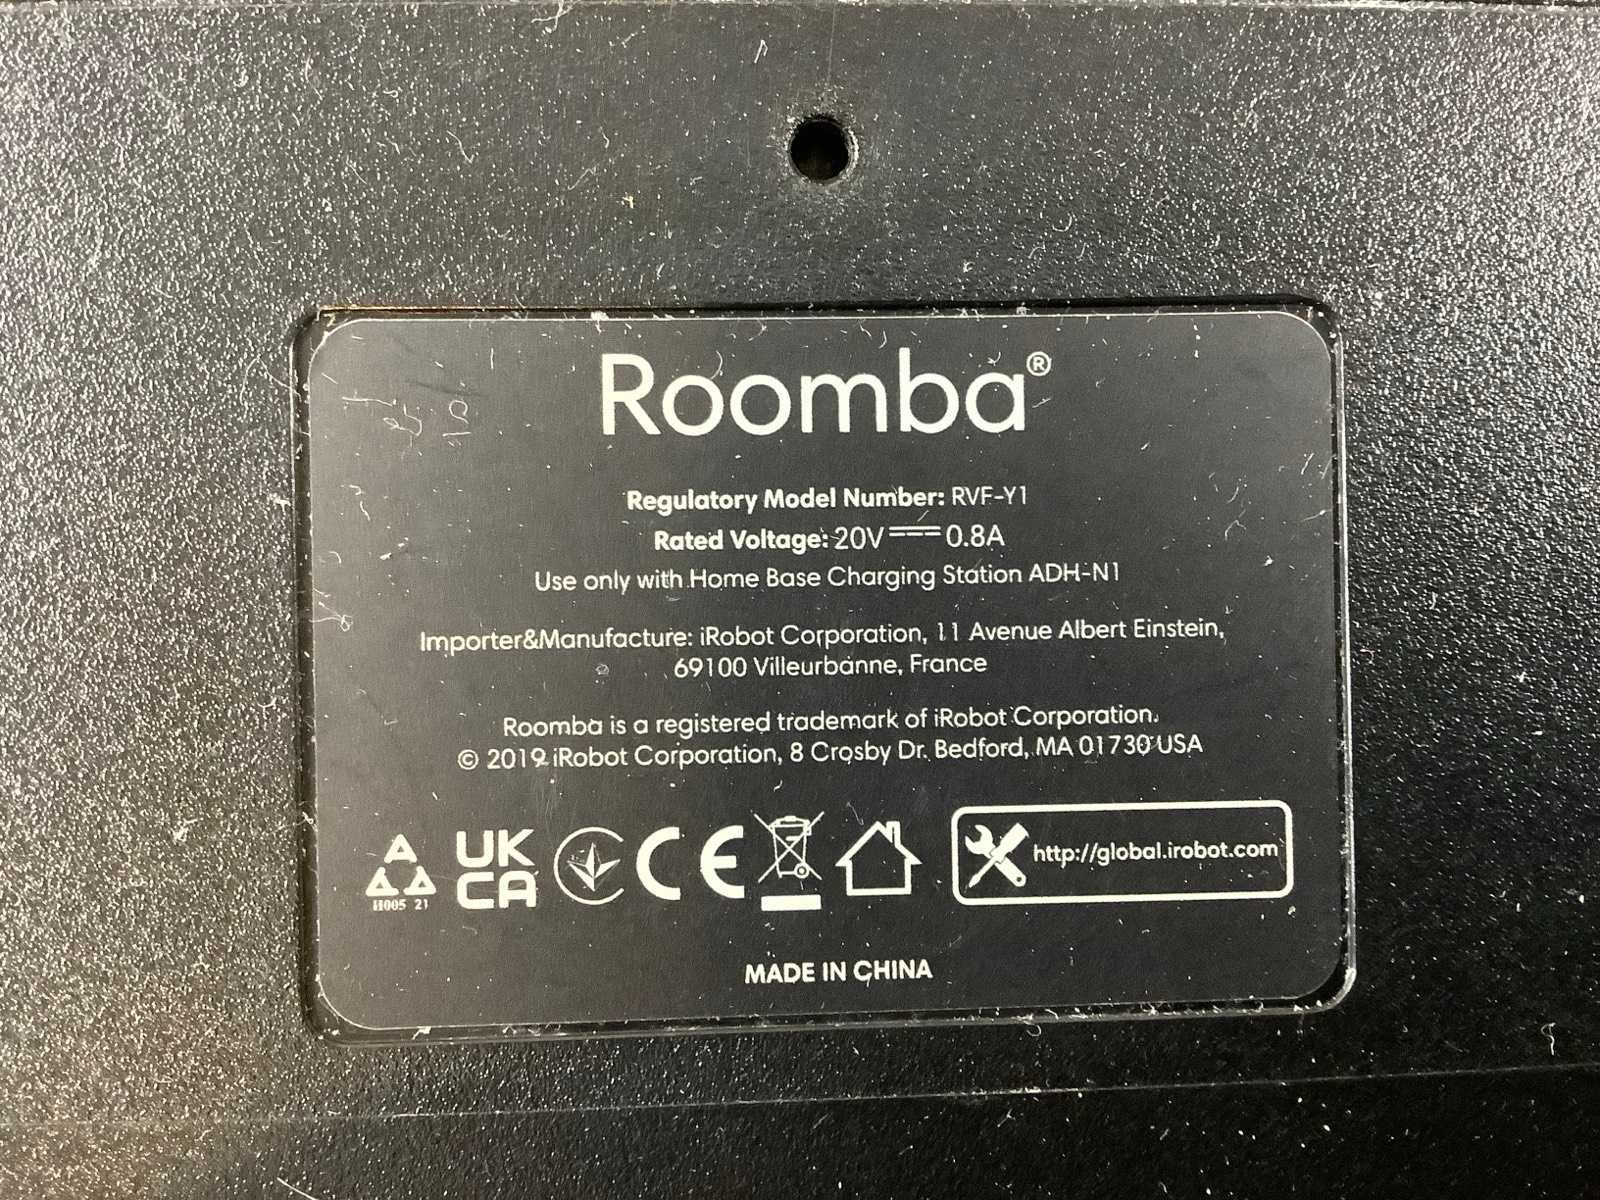 Roomba®
Regulatory Model Number: RVF-Y1
Rated Voltage: 20V ⎓ 0.8A
Use only with Home Base Charging Station ADH-N1
Importer&Manufacture: iRobot Corporation, 11 Avenue Albert Einstein,
69100 Villeurbanne, France
Roomba is a registered trademark of iRobot Corporation.
© 2019 iRobot Corporation, 8 Crosby Dr. Bedford, MA 01730 USA
UK
CA
CE
И005 21
http://global.irobot.com
MADE IN CHINA